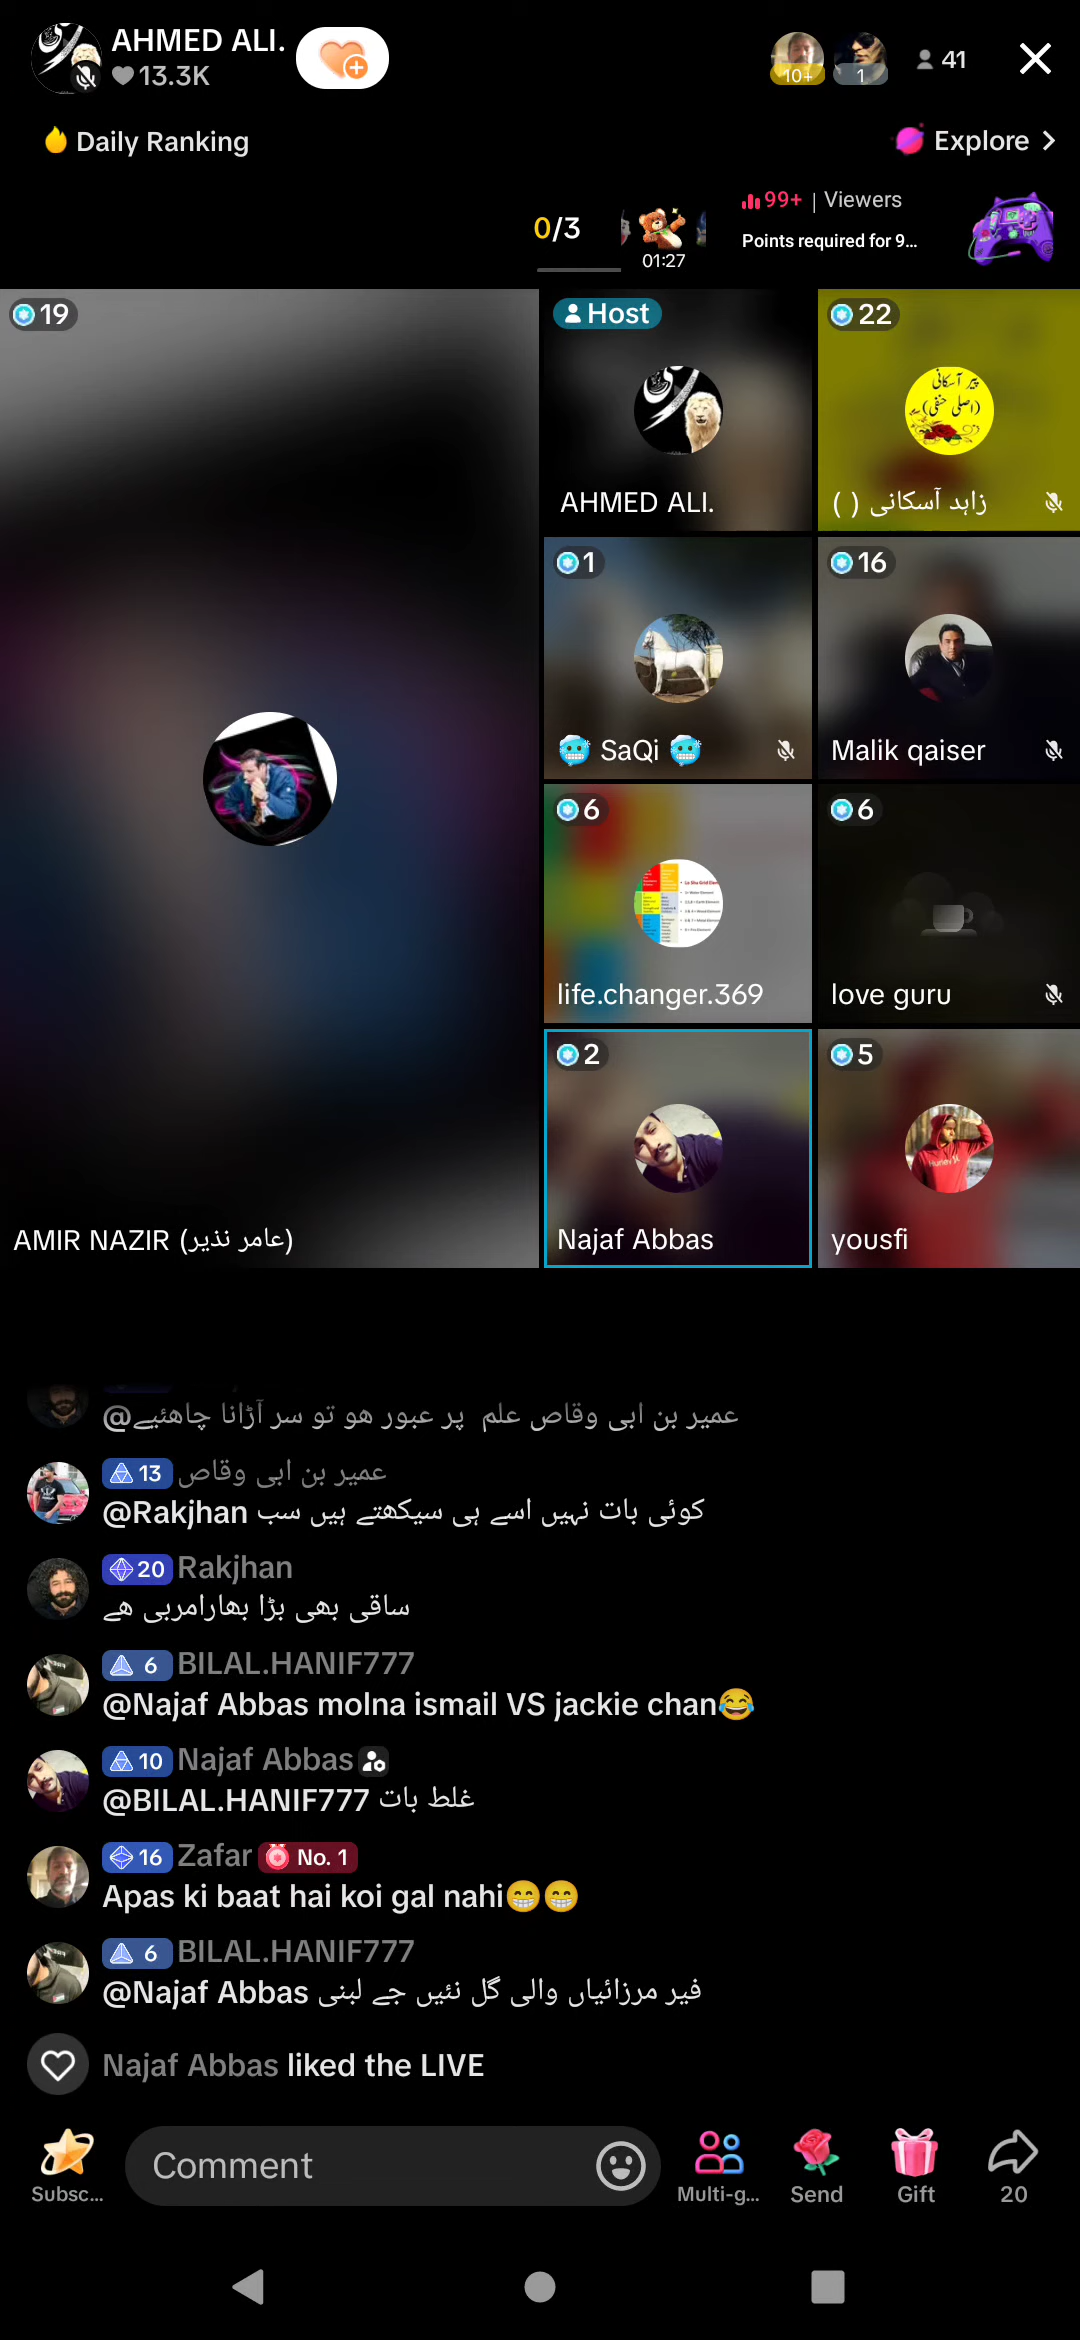 AHMED ALI.
13.3K
10+
1
41
Daily Ranking
Explore
0/3
01:27
99+ | Viewers
Points required for 9...
19
Host
22
پیر آسکانی
(اصلی حنفی)
AHMED ALI.
زاہد آسکانی ( )
1
16
🥶 SaQi 🥶
Malik qaiser
6
6
life.changer.369
love guru
2
5
AMIR NAZIR (عامر نذیر)
Najaf Abbas
yousfi
@عمیر بن ابی وقاص علم پر عبور ھو تو سر آڑانا چاھئیے
13 عمیر بن ابی وقاص
@Rakjhan کوئی بات نہیں اسے ہی سیکھتے ہیں سب
20 Rakjhan
ساقی بھی بڑا بھارامربی ھے
6 BILAL.HANIF777
@Najaf Abbas molna ismail VS jackie chan😂
10 Najaf Abbas
@BILAL.HANIF777 غلط بات
16 Zafar No. 1
Apas ki baat hai koi gal nahi😁😁
6 BILAL.HANIF777
@Najaf Abbas فیر مرزائیاں والی گل نئیں جے لبنی
Najaf Abbas liked the LIVE
Comment
Subsc...
Multi-g...
Send
Gift
20